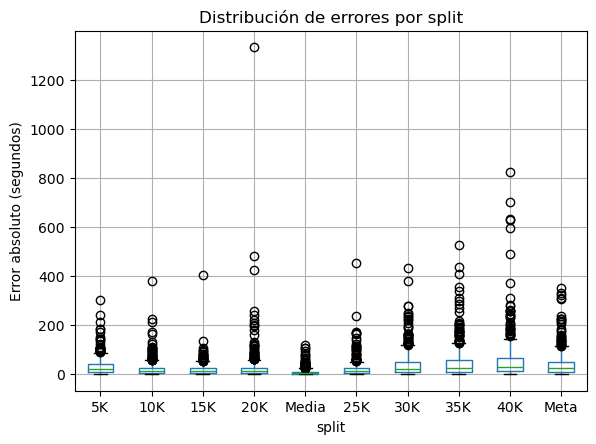 Distribución de errores por split
Error absoluto (segundos)
1200
1000
800
600
400
200
0
5K 10K 15K 20K Media 25K 30K 35K 40K Meta
split